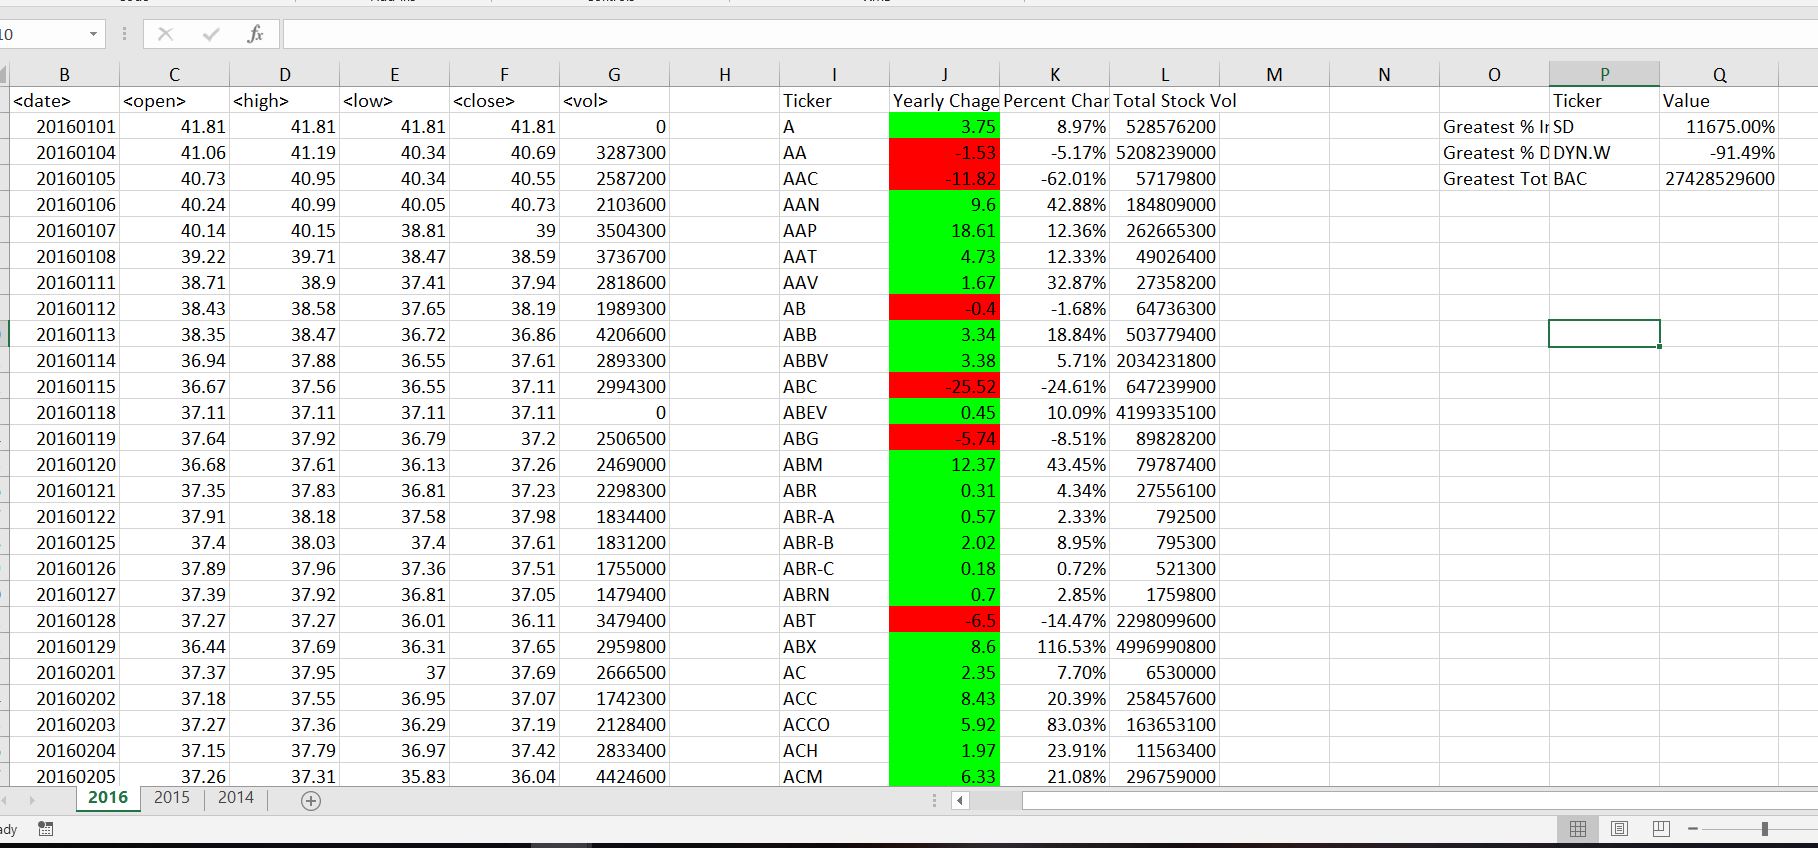 10 fx
B C D E F G H I J K L M N O P Q
<date> <open> <high> <low> <close> <vol> Ticker Yearly Chage Percent Char Total Stock Vol Ticker Value
20160101 41.81 41.81 41.81 41.81 0 A 3.75 8.97% 528576200 Greatest % Ir SD 11675.00%
20160104 41.06 41.19 40.34 40.69 3287300 AA -1.53 -5.17% 5208239000 Greatest % D DYN.W -91.49%
20160105 40.73 40.95 40.34 40.55 2587200 AAC -11.82 -62.01% 57179800 Greatest Tot BAC 27428529600
20160106 40.24 40.99 40.05 40.73 2103600 AAN 9.6 42.88% 184809000
20160107 40.14 40.15 38.81 39 3504300 AAP 18.61 12.36% 262665300
20160108 39.22 39.71 38.47 38.59 3736700 AAT 4.73 12.33% 49026400
20160111 38.71 38.9 37.41 37.94 2818600 AAV 1.67 32.87% 27358200
20160112 38.43 38.58 37.65 38.19 1989300 AB -0.4 -1.68% 64736300
20160113 38.35 38.47 36.72 36.86 4206600 ABB 3.34 18.84% 503779400
20160114 36.94 37.88 36.55 37.61 2893300 ABBV 3.38 5.71% 2034231800
20160115 36.67 37.56 36.55 37.11 2994300 ABC -25.52 -24.61% 647239900
20160118 37.11 37.11 37.11 37.11 0 ABEV 0.45 10.09% 4199335100
20160119 37.64 37.92 36.79 37.2 2506500 ABG -5.74 -8.51% 89828200
20160120 36.68 37.61 36.13 37.26 2469000 ABM 12.37 43.45% 79787400
20160121 37.35 37.83 36.81 37.23 2298300 ABR 0.31 4.34% 27556100
20160122 37.91 38.18 37.58 37.98 1834400 ABR-A 0.57 2.33% 792500
20160125 37.4 38.03 37.4 37.61 1831200 ABR-B 2.02 8.95% 795300
20160126 37.89 37.96 37.36 37.51 1755000 ABR-C 0.18 0.72% 521300
20160127 37.39 37.92 36.81 37.05 1479400 ABRN 0.7 2.85% 1759800
20160128 37.27 37.27 36.01 36.11 3479400 ABT -6.5 -14.47% 2298099600
20160129 36.44 37.69 36.31 37.65 2959800 ABX 8.6 116.53% 4996990800
20160201 37.37 37.95 37 37.69 2666500 AC 2.35 7.70% 6530000
20160202 37.18 37.55 36.95 37.07 1742300 ACC 8.43 20.39% 258457600
20160203 37.27 37.36 36.29 37.19 2128400 ACCO 5.92 83.03% 163653100
20160204 37.15 37.79 36.97 37.42 2833400 ACH 1.97 23.91% 11563400
20160205 37.26 37.31 35.83 36.04 4424600 ACM 6.33 21.08% 296759000
2016 2015 2014
ady